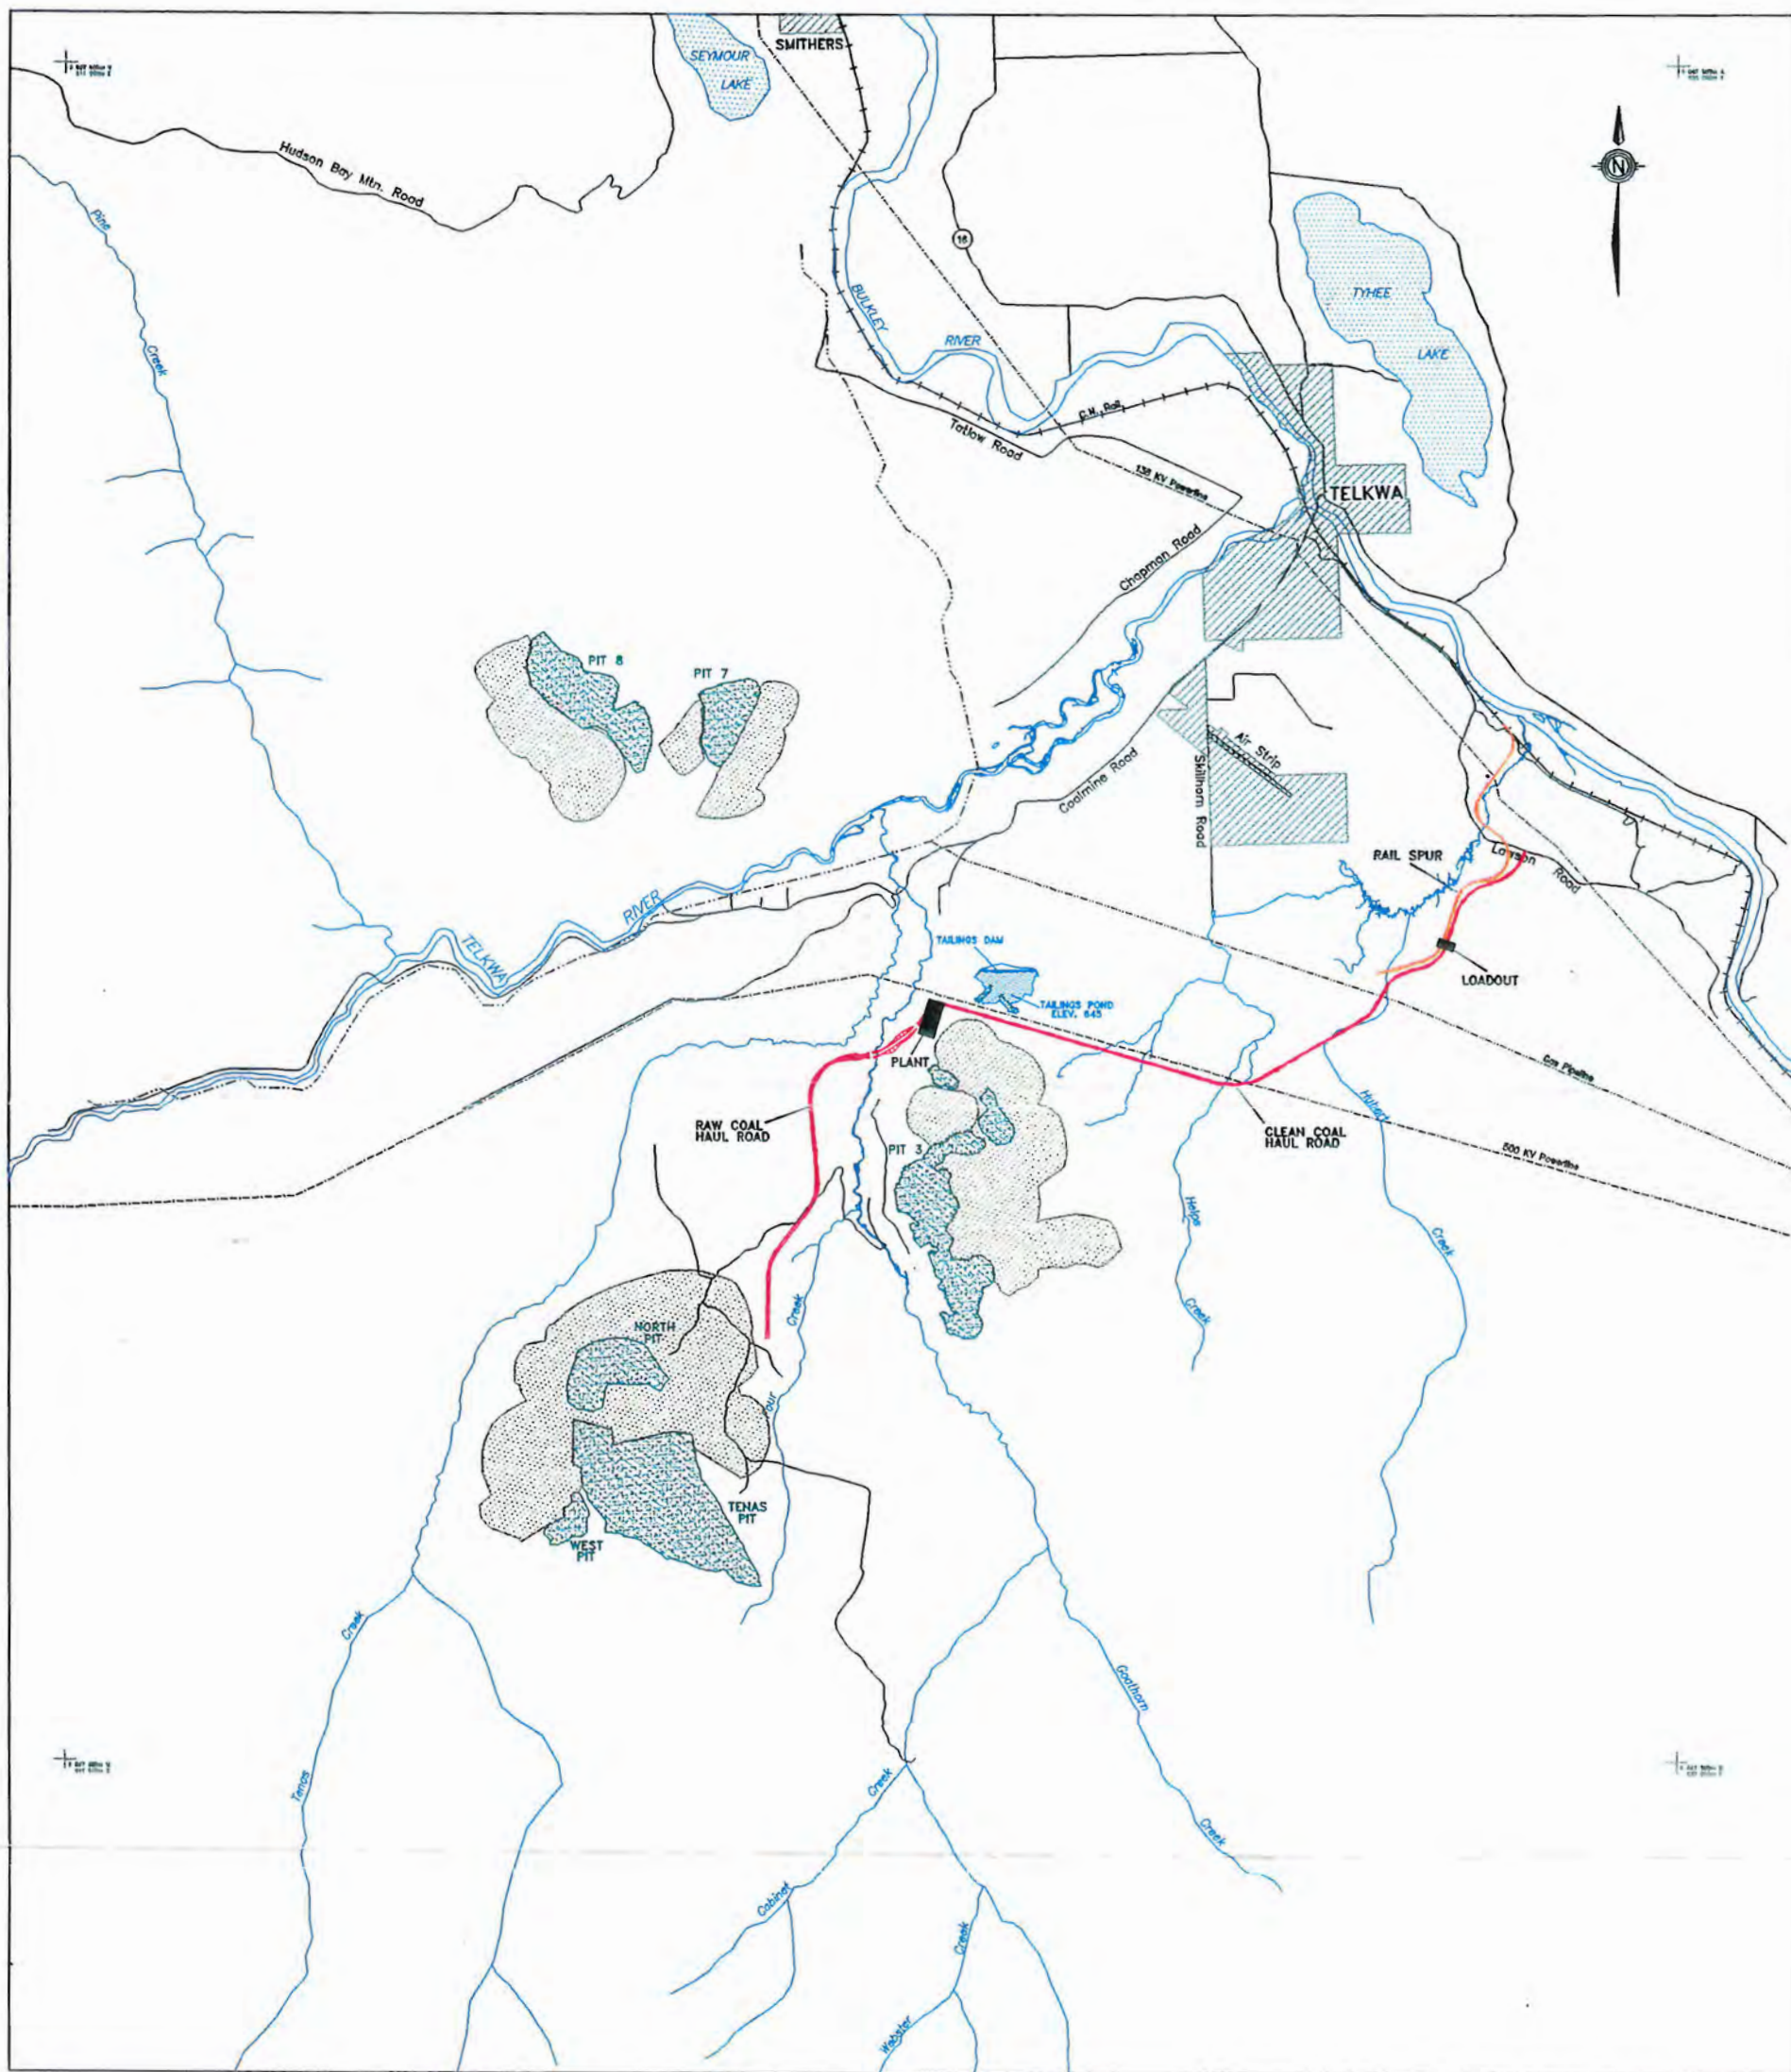 SMITHERS
SEYMOUR
LAKE
Hudson Bay Mtn. Road
N
Pine
Creek
16
TYHEE
LAKE
BULKLEY
RIVER
C.N. Rail
Tatlow Road
138 KV Powerline
TELKWA
Chapman Road
PIT 8
PIT 7
Air Strip
Coalmine Road
Skillhorn Road
RAIL SPUR
Lawson
Road
RIVER
TELKWA
TAILINGS DAM
LOADOUT
TAILINGS POND
ELEV. 645
PLANT
Gas Pipeline
RAW COAL
HAUL ROAD
Hubert
CLEAN COAL
HAUL ROAD
PIT 3
500 KV Powerline
Helps
Creek
Creek
Creek
NORTH
PIT
our
TENAS
PIT
WEST
PIT
Creek
Goathorn
Tenas
Creek
Creek
Cabinet
Creek
Webster